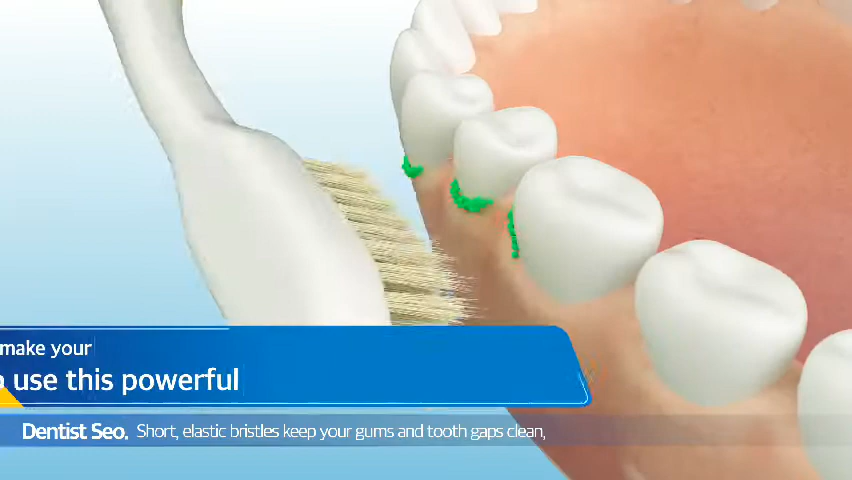 make your
use this powerful
Dentist Seo. Short, elastic bristles keep your gums and tooth gaps clean,